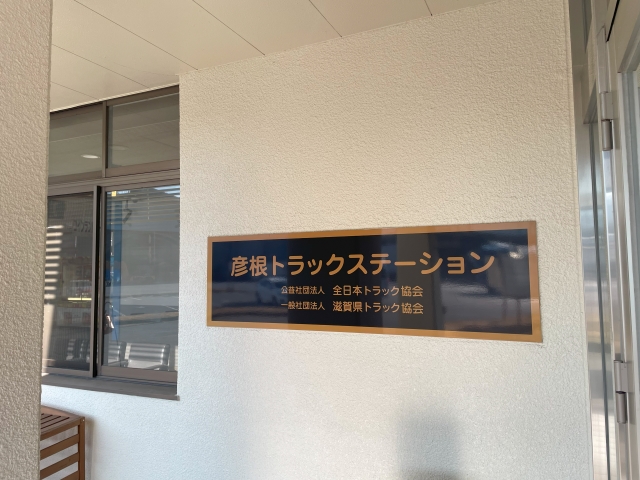 彦根トラックステーション
公益社団法人 全日本トラック協会
一般社団法人 滋賀県トラック協会